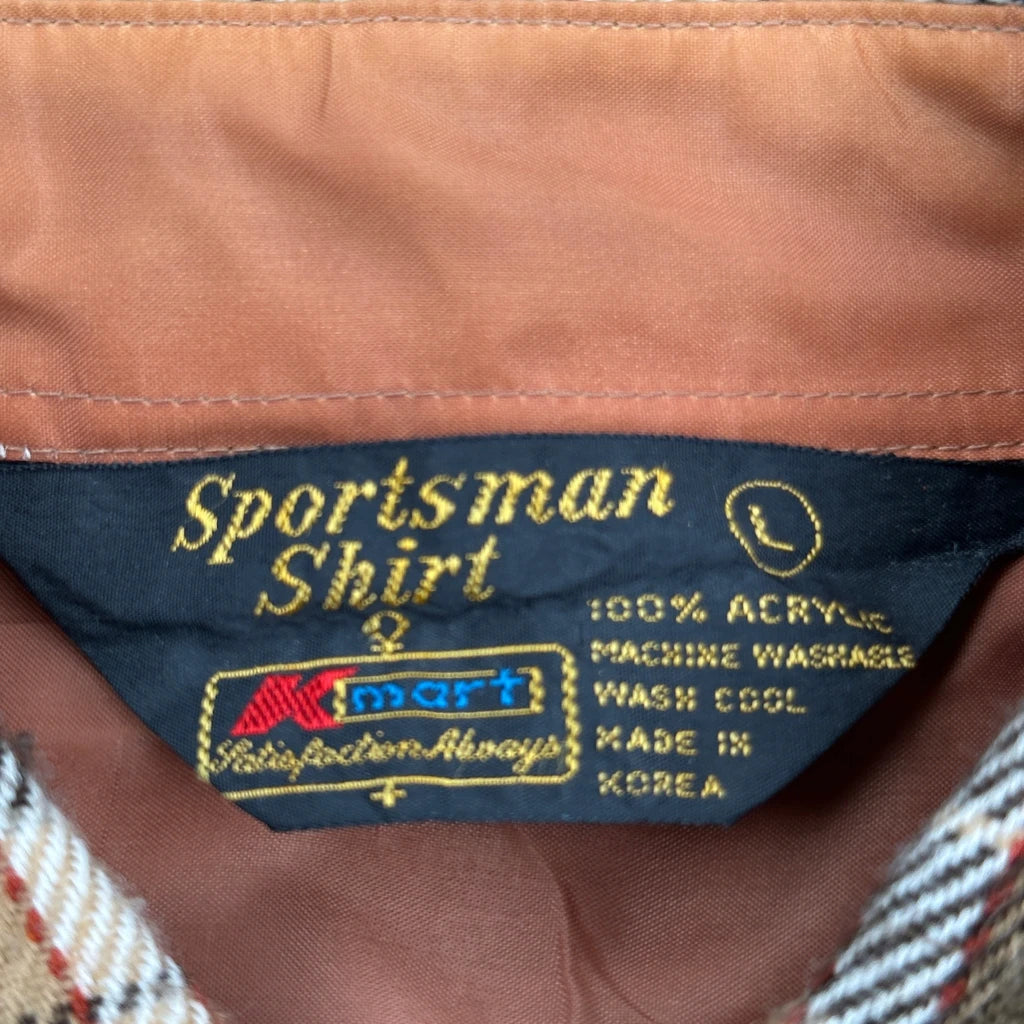 Sportsman
Shirt
L
Kmart
Satisfaction Always
100% ACRYLIC
MACHINE WASHABLE
WASH COOL
MADE IN
KOREA